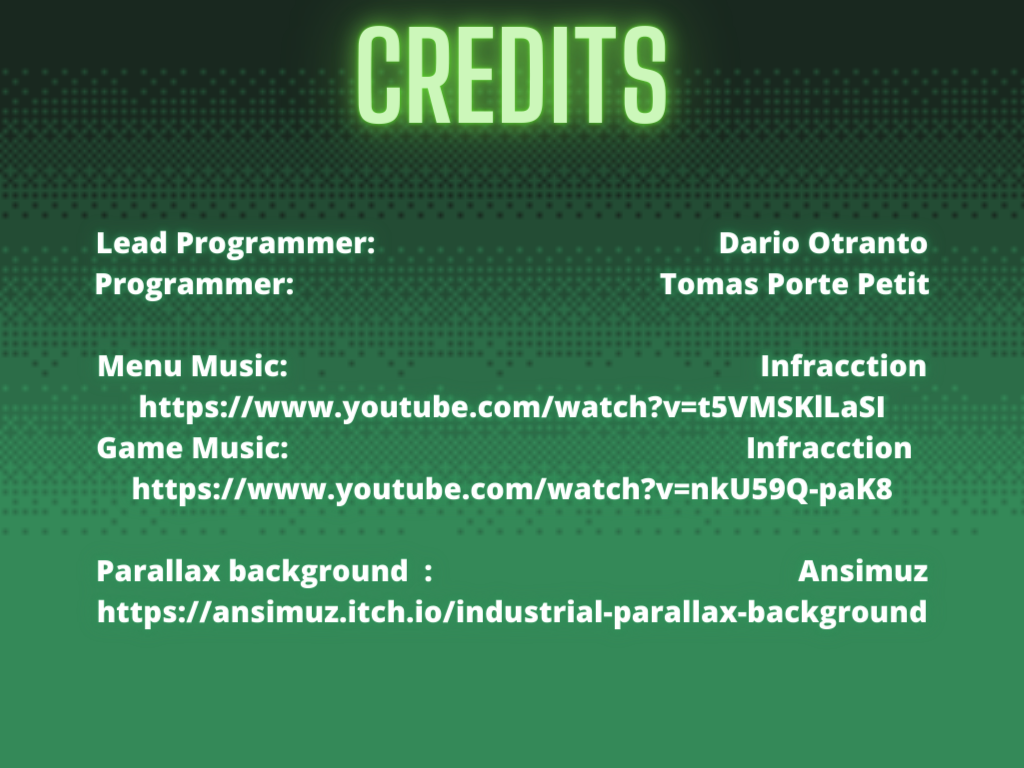 CREDITS
Lead Programmer: Dario Otranto
Programmer: Tomas Porte Petit
Menu Music: Infracction
https://www.youtube.com/watch?v=t5VMSKlLaSI
Game Music: Infracction
https://www.youtube.com/watch?v=nkU59Q-paK8
Parallax background : Ansimuz
https://ansimuz.itch.io/industrial-parallax-background